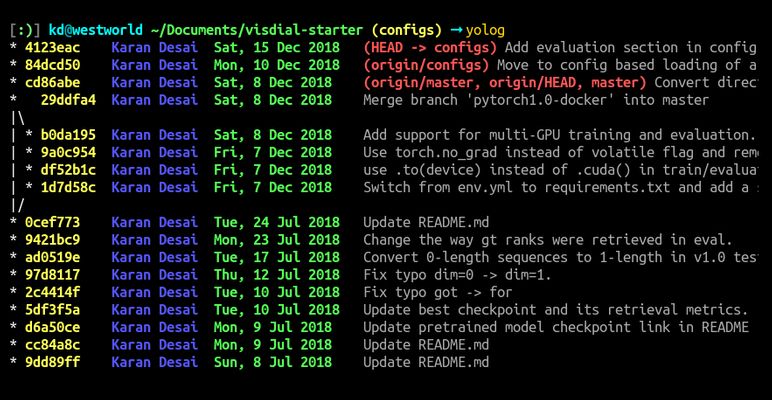 [:)] kd@westworld ~/Documents/visdial-starter (configs) →yolog
* 4123eac Karan Desai Sat, 15 Dec 2018 (HEAD -> configs) Add evaluation section in config
* 84dcd50 Karan Desai Mon, 10 Dec 2018 (origin/configs) Move to config based loading of a
* cd86abe Karan Desai Sat, 8 Dec 2018 (origin/master, origin/HEAD, master) Convert direc
* 29ddfa4 Karan Desai Sat, 8 Dec 2018 Merge branch 'pytorch1.0-docker' into master
|\
| * b0da195 Karan Desai Sat, 8 Dec 2018 Add support for multi-GPU training and evaluation.
| * 9a0c954 Karan Desai Fri, 7 Dec 2018 Use torch.no_grad instead of volatile flag and rem
| * df52b1c Karan Desai Fri, 7 Dec 2018 use .to(device) instead of .cuda() in train/evalua
| * 1d7d58c Karan Desai Fri, 7 Dec 2018 Switch from env.yml to requirements.txt and add a s
|/
* 0cef773 Karan Desai Tue, 24 Jul 2018 Update README.md
* 9421bc9 Karan Desai Mon, 23 Jul 2018 Change the way gt ranks were retrieved in eval.
* ad0519e Karan Desai Tue, 17 Jul 2018 Convert 0-length sequences to 1-length in v1.0 tes
* 97d8117 Karan Desai Thu, 12 Jul 2018 Fix typo dim=0 -> dim=1.
* 2c4414f Karan Desai Tue, 10 Jul 2018 Fix typo got -> for
* 5df3f5a Karan Desai Tue, 10 Jul 2018 Update best checkpoint and its retrieval metrics.
* d6a50ce Karan Desai Mon, 9 Jul 2018 Update pretrained model checkpoint link in README
* cc84a8c Karan Desai Mon, 9 Jul 2018 Update README.md
* 9dd89ff Karan Desai Sun, 8 Jul 2018 Update README.md